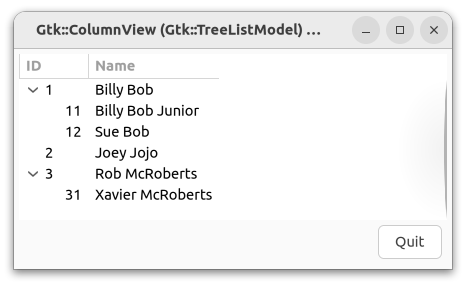 Gtk::ColumnView (Gtk::TreeListModel) ...
ID Name
1 Billy Bob
11 Billy Bob Junior
12 Sue Bob
2 Joey Jojo
3 Rob McRoberts
31 Xavier McRoberts
Quit